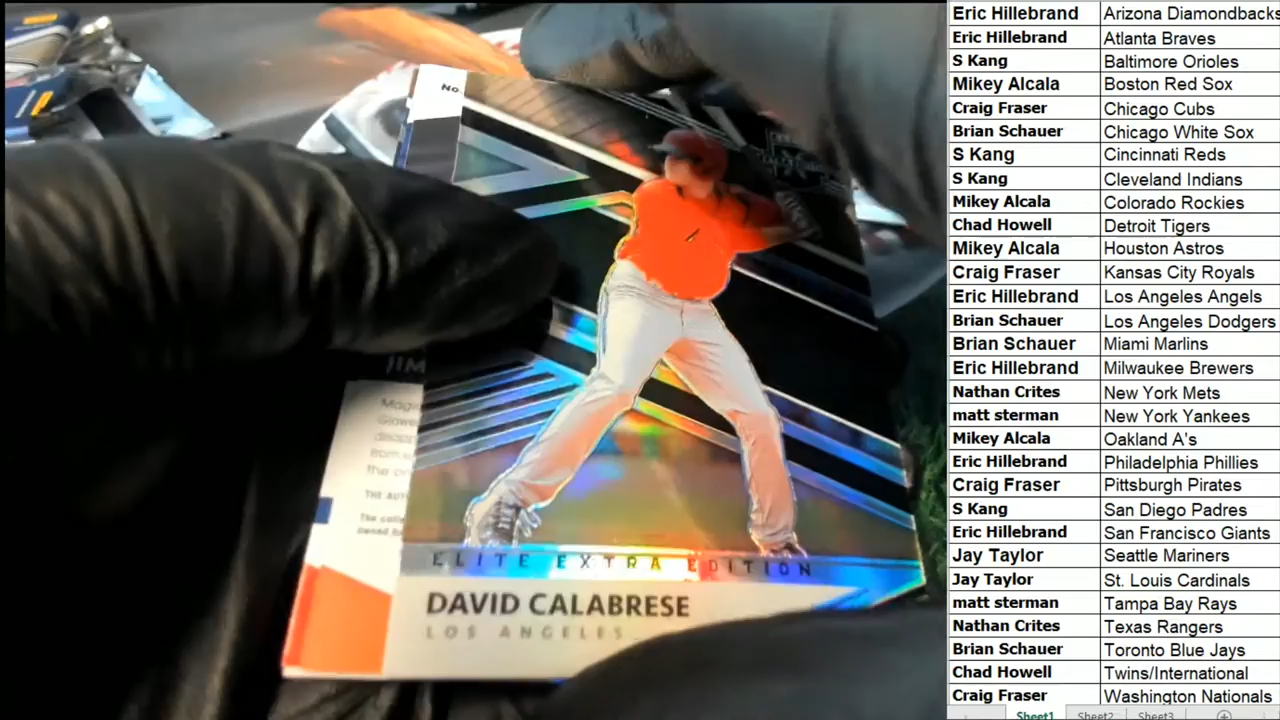 No
JIM
THE AUT
The colle
owned
ELITE EXTRA EDITION
DAVID CALABRESE
LOS ANGELES
Eric Hillebrand Arizona Diamondbacks
Eric Hillebrand Atlanta Braves
S Kang Baltimore Orioles
Mikey Alcala Boston Red Sox
Craig Fraser Chicago Cubs
Brian Schauer Chicago White Sox
S Kang Cincinnati Reds
S Kang Cleveland Indians
Mikey Alcala Colorado Rockies
Chad Howell Detroit Tigers
Mikey Alcala Houston Astros
Craig Fraser Kansas City Royals
Eric Hillebrand Los Angeles Angels
Brian Schauer Los Angeles Dodgers
Brian Schauer Miami Marlins
Eric Hillebrand Milwaukee Brewers
Nathan Crites New York Mets
matt sterman New York Yankees
Mikey Alcala Oakland A's
Eric Hillebrand Philadelphia Phillies
Craig Fraser Pittsburgh Pirates
S Kang San Diego Padres
Eric Hillebrand San Francisco Giants
Jay Taylor Seattle Mariners
Jay Taylor St. Louis Cardinals
matt sterman Tampa Bay Rays
Nathan Crites Texas Rangers
Brian Schauer Toronto Blue Jays
Chad Howell Twins/International
Craig Fraser Washington Nationals
Sheet1 Sheet2 Sheet3